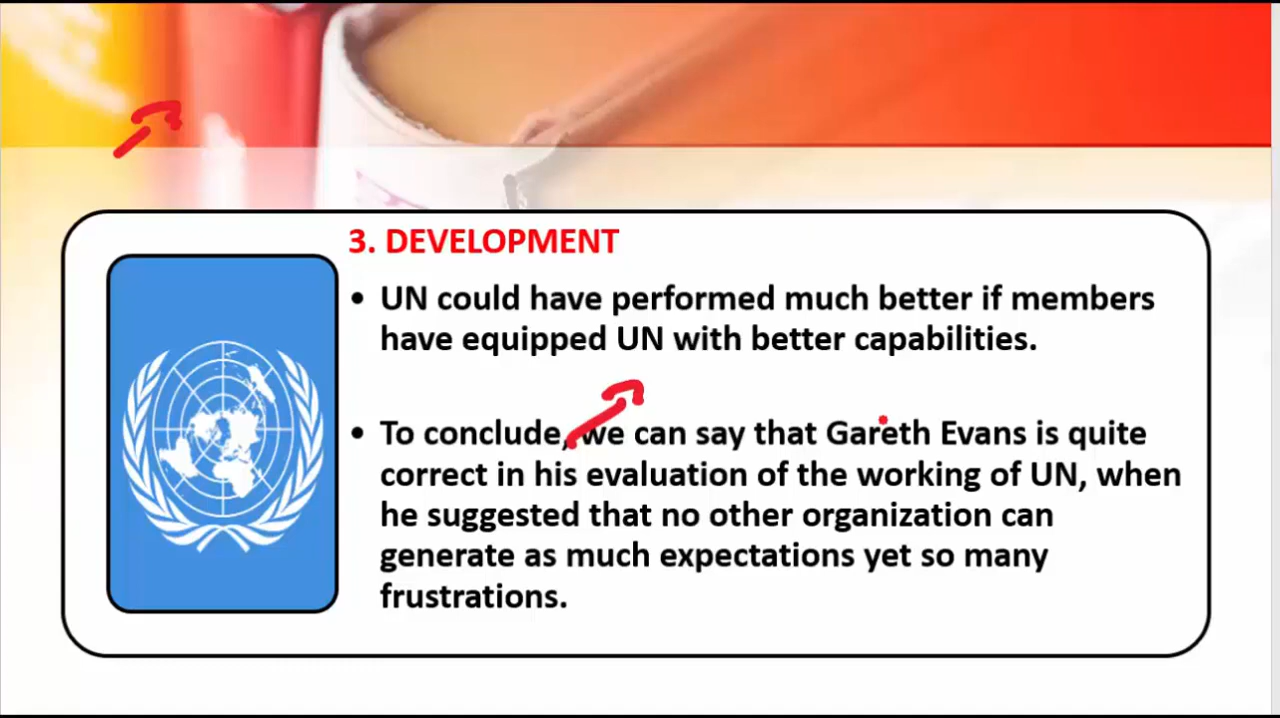 3. DEVELOPMENT
• UN could have performed much better if members
have equipped UN with better capabilities.
• To conclude, we can say that Gareth Evans is quite
correct in his evaluation of the working of UN, when
he suggested that no other organization can
generate as much expectations yet so many
frustrations.